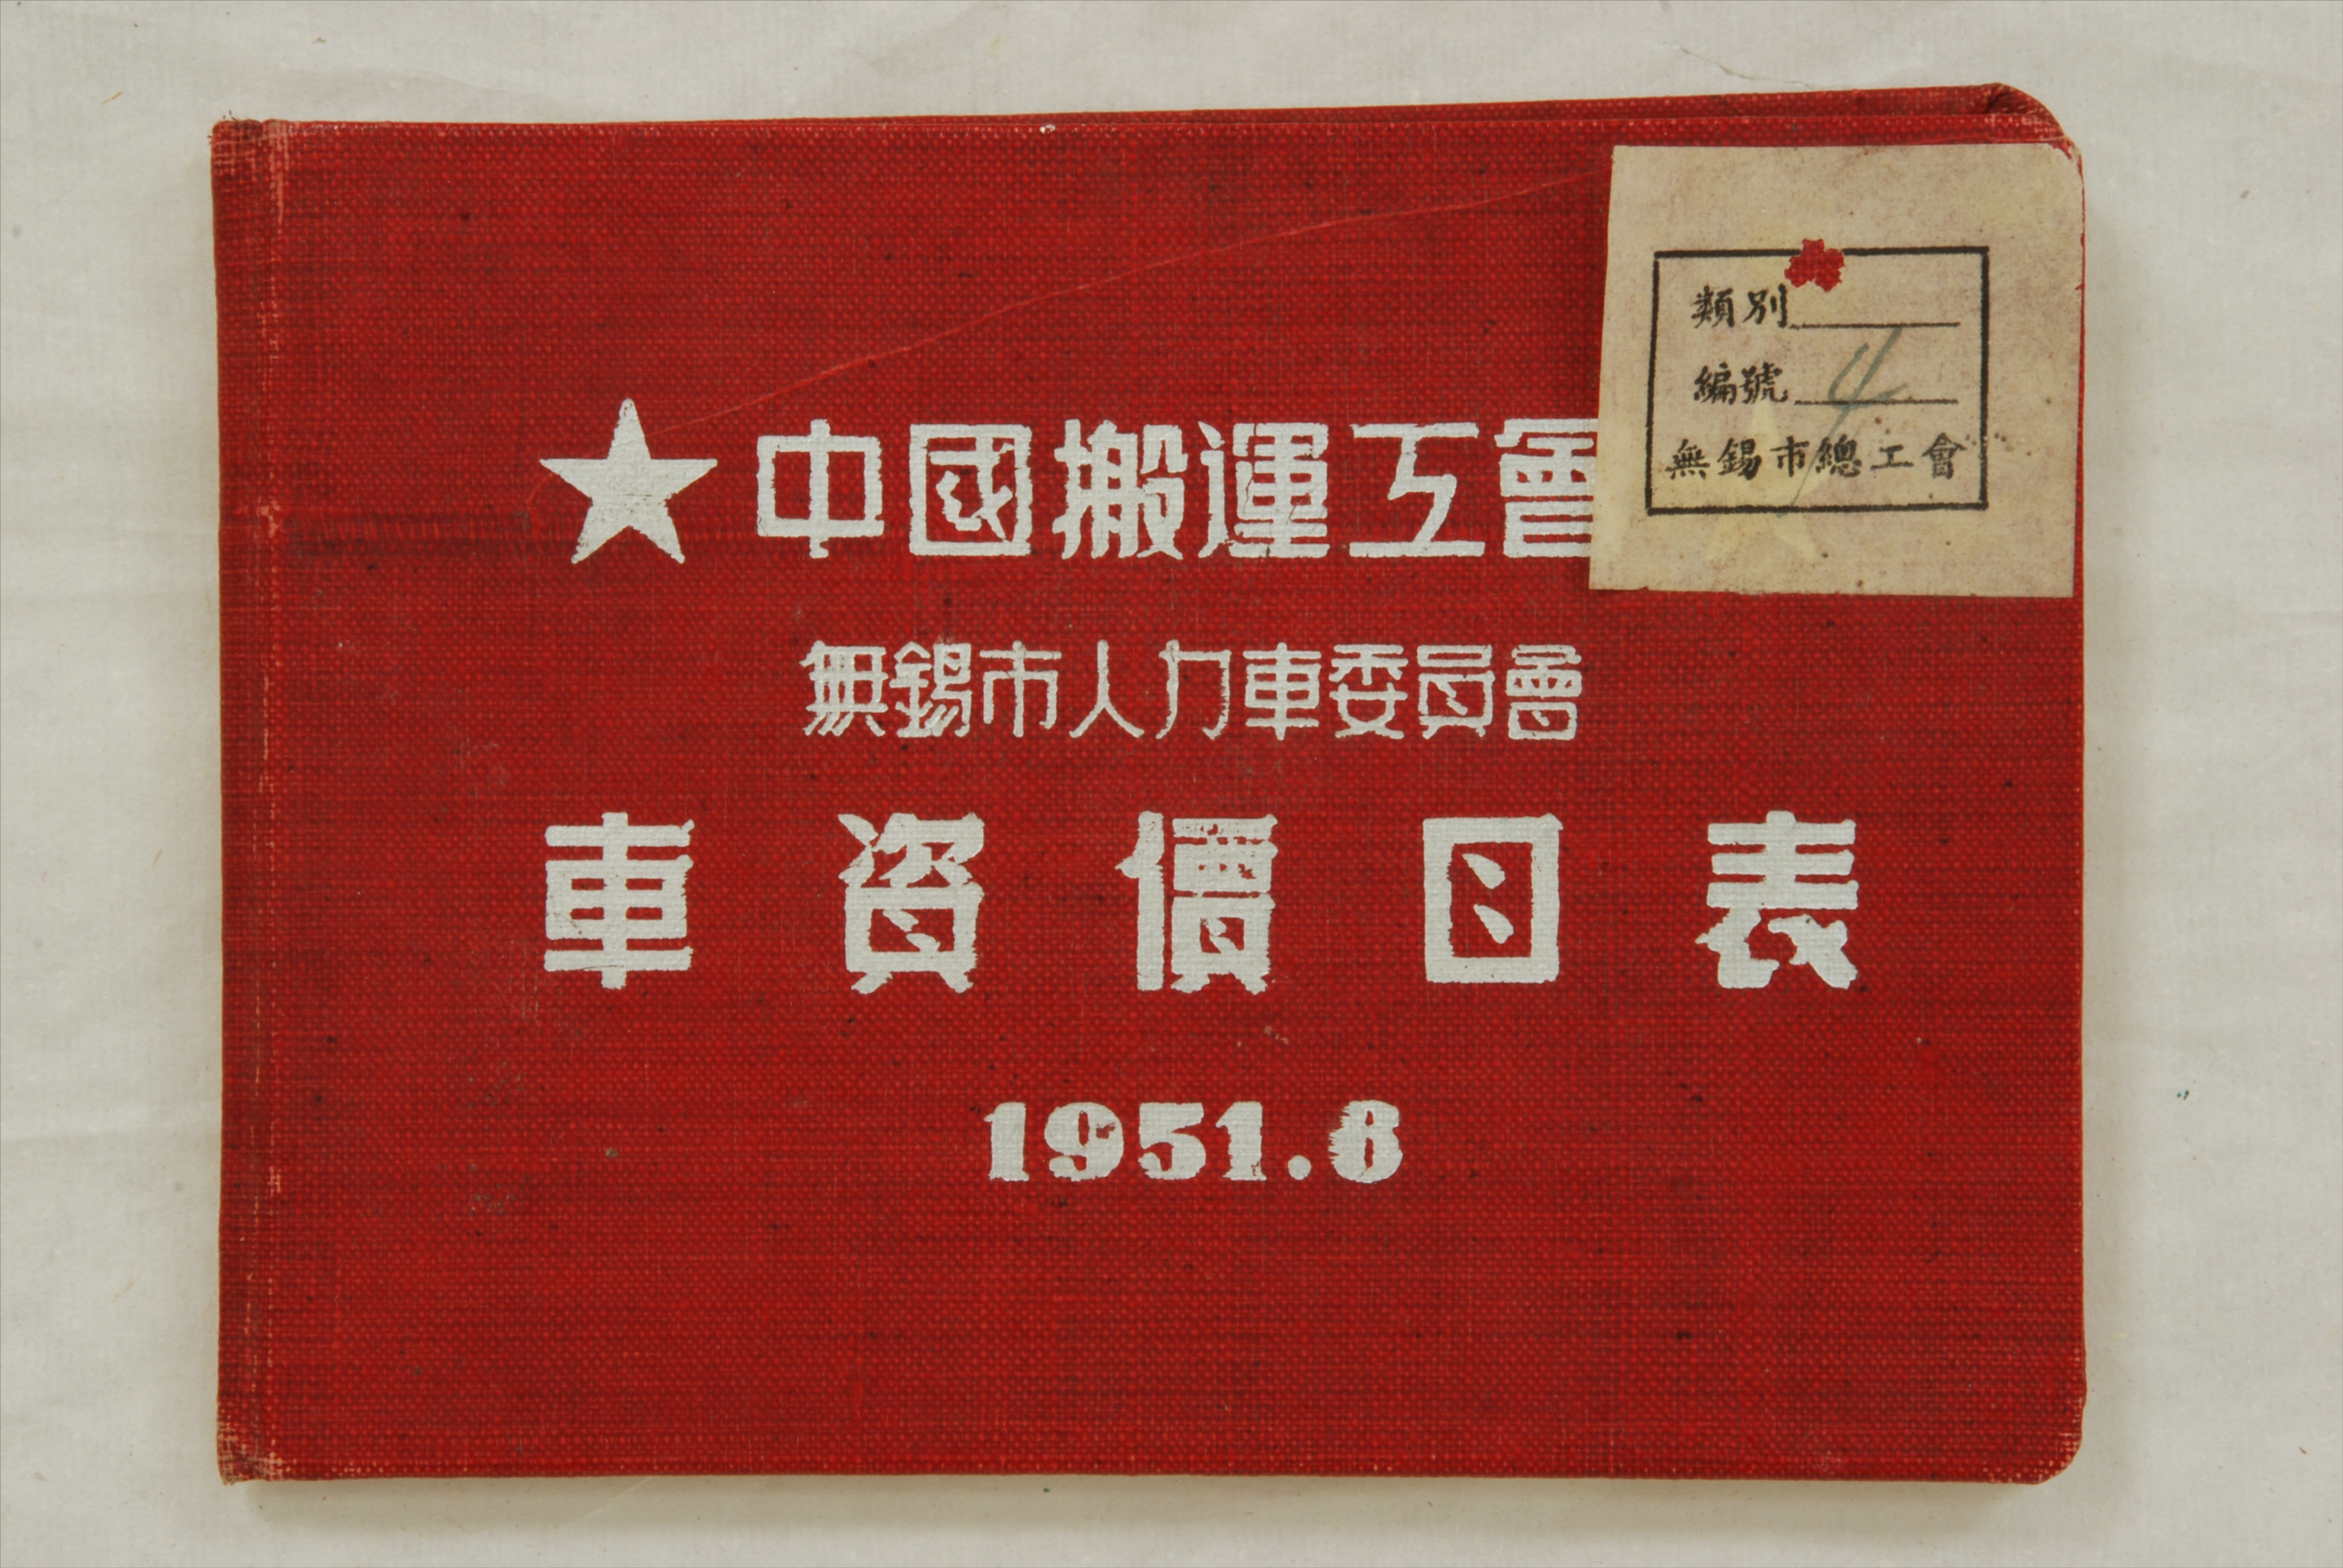 ★中國搬運工會
無錫市人力車委員會
車資價目表
1951.6
類別
編號 4
無錫市總工會